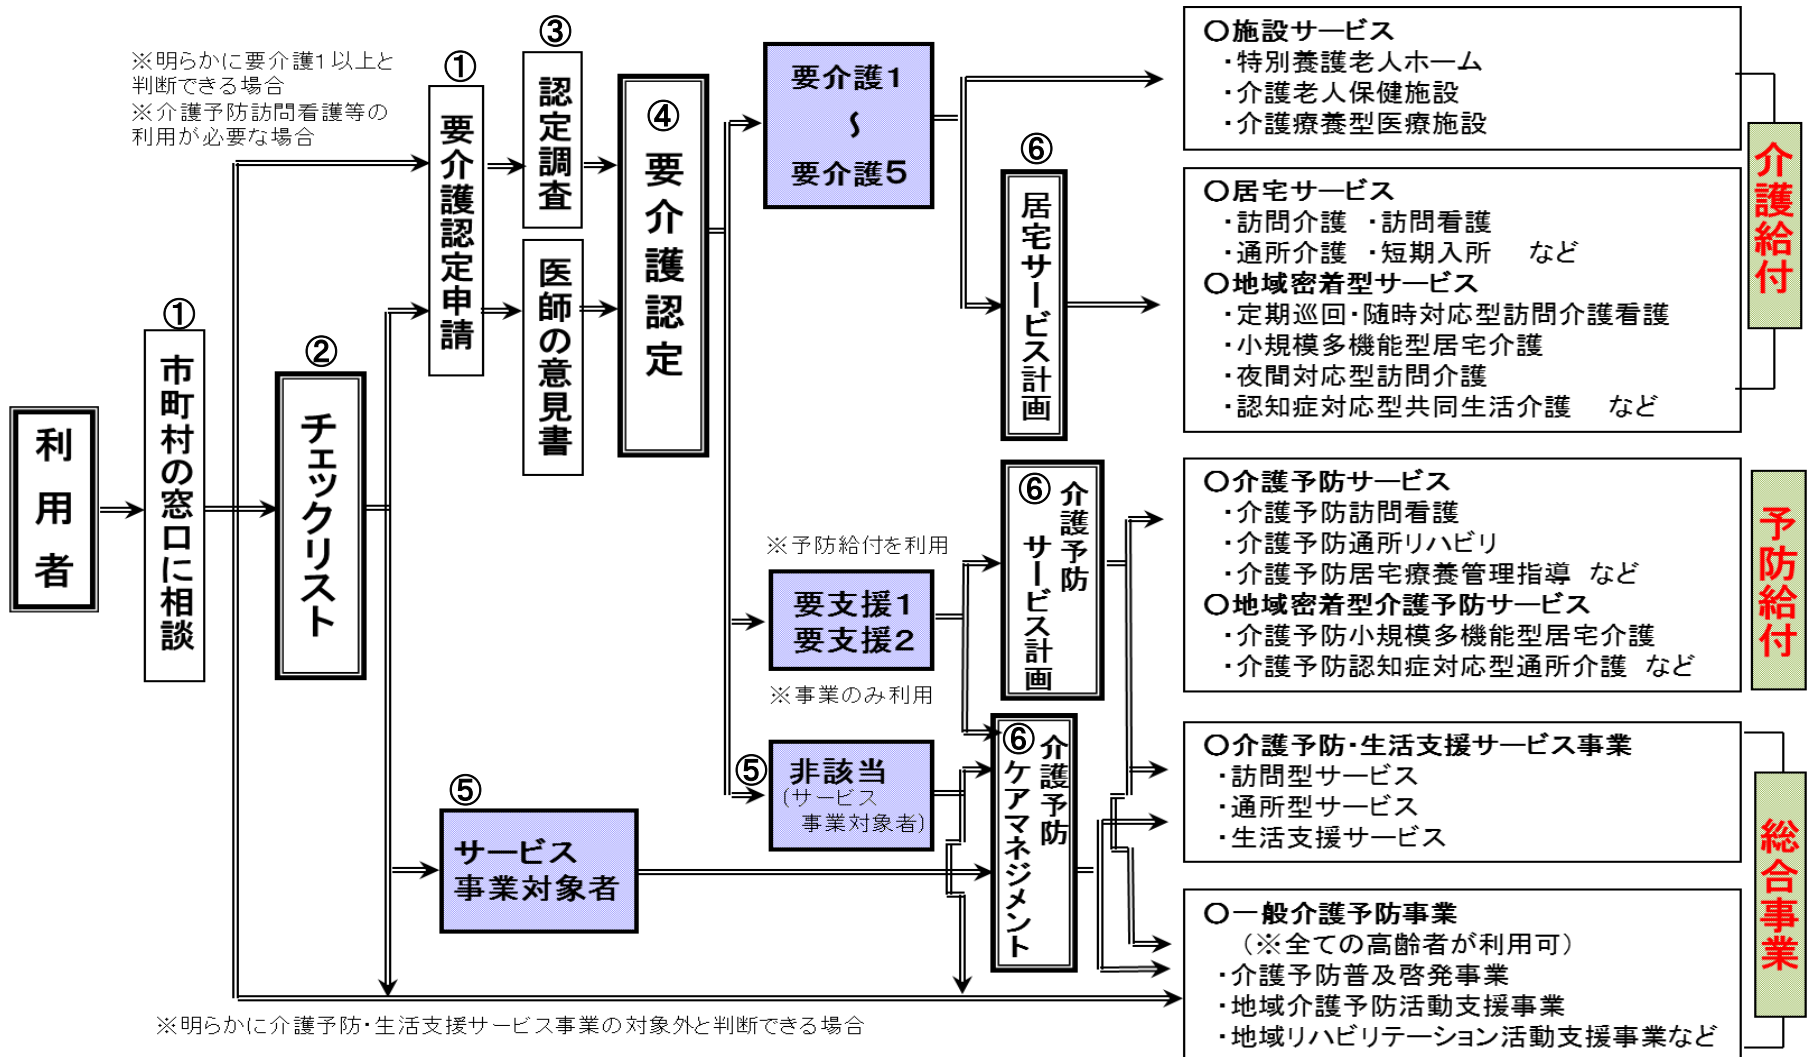 利用者
①
市町村の窓口に相談
※明らかに要介護1以上と
判断できる場合
※介護予防訪問看護等の
利用が必要な場合
②
チェックリスト
①
要介護認定申請
③
認定調査
医師の意見書
④
要介護認定
要介護1
～
要介護5
※予防給付を利用
要支援1
要支援2
※事業のみ利用
⑤
非該当
(サービス
事業対象者)
⑤
サービス
事業対象者
⑥
居宅サービス計画
⑥
介護予防
サービス計画
⑥
介護予防
ケアマネジメント
〇施設サービス
・特別養護老人ホーム
・介護老人保健施設
・介護療養型医療施設
〇居宅サービス
・訪問介護 ・訪問看護
・通所介護 ・短期入所 など
〇地域密着型サービス
・定期巡回・随時対応型訪問介護看護
・小規模多機能型居宅介護
・夜間対応型訪問介護
・認知症対応型共同生活介護 など
介護給付
〇介護予防サービス
・介護予防訪問看護
・介護予防通所リハビリ
・介護予防居宅療養管理指導 など
〇地域密着型介護予防サービス
・介護予防小規模多機能型居宅介護
・介護予防認知症対応型通所介護 など
予防給付
〇介護予防・生活支援サービス事業
・訪問型サービス
・通所型サービス
・生活支援サービス
〇一般介護予防事業
（※全ての高齢者が利用可）
・介護予防普及啓発事業
・地域介護予防活動支援事業
・地域リハビリテーション活動支援事業など
総合事業
※明らかに介護予防・生活支援サービス事業の対象外と判断できる場合